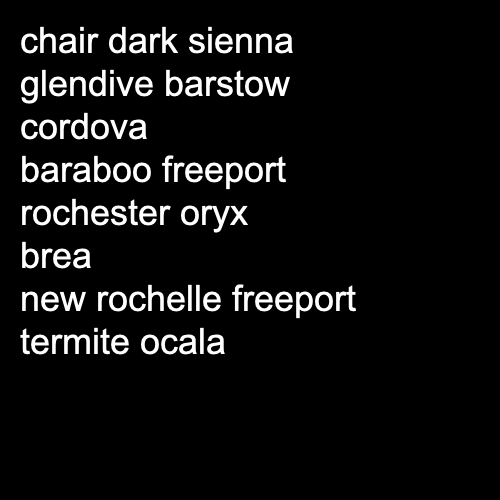 chair dark sienna
glendive barstow
cordova
baraboo freeport
rochester oryx
brea
new rochelle freeport
termite ocala